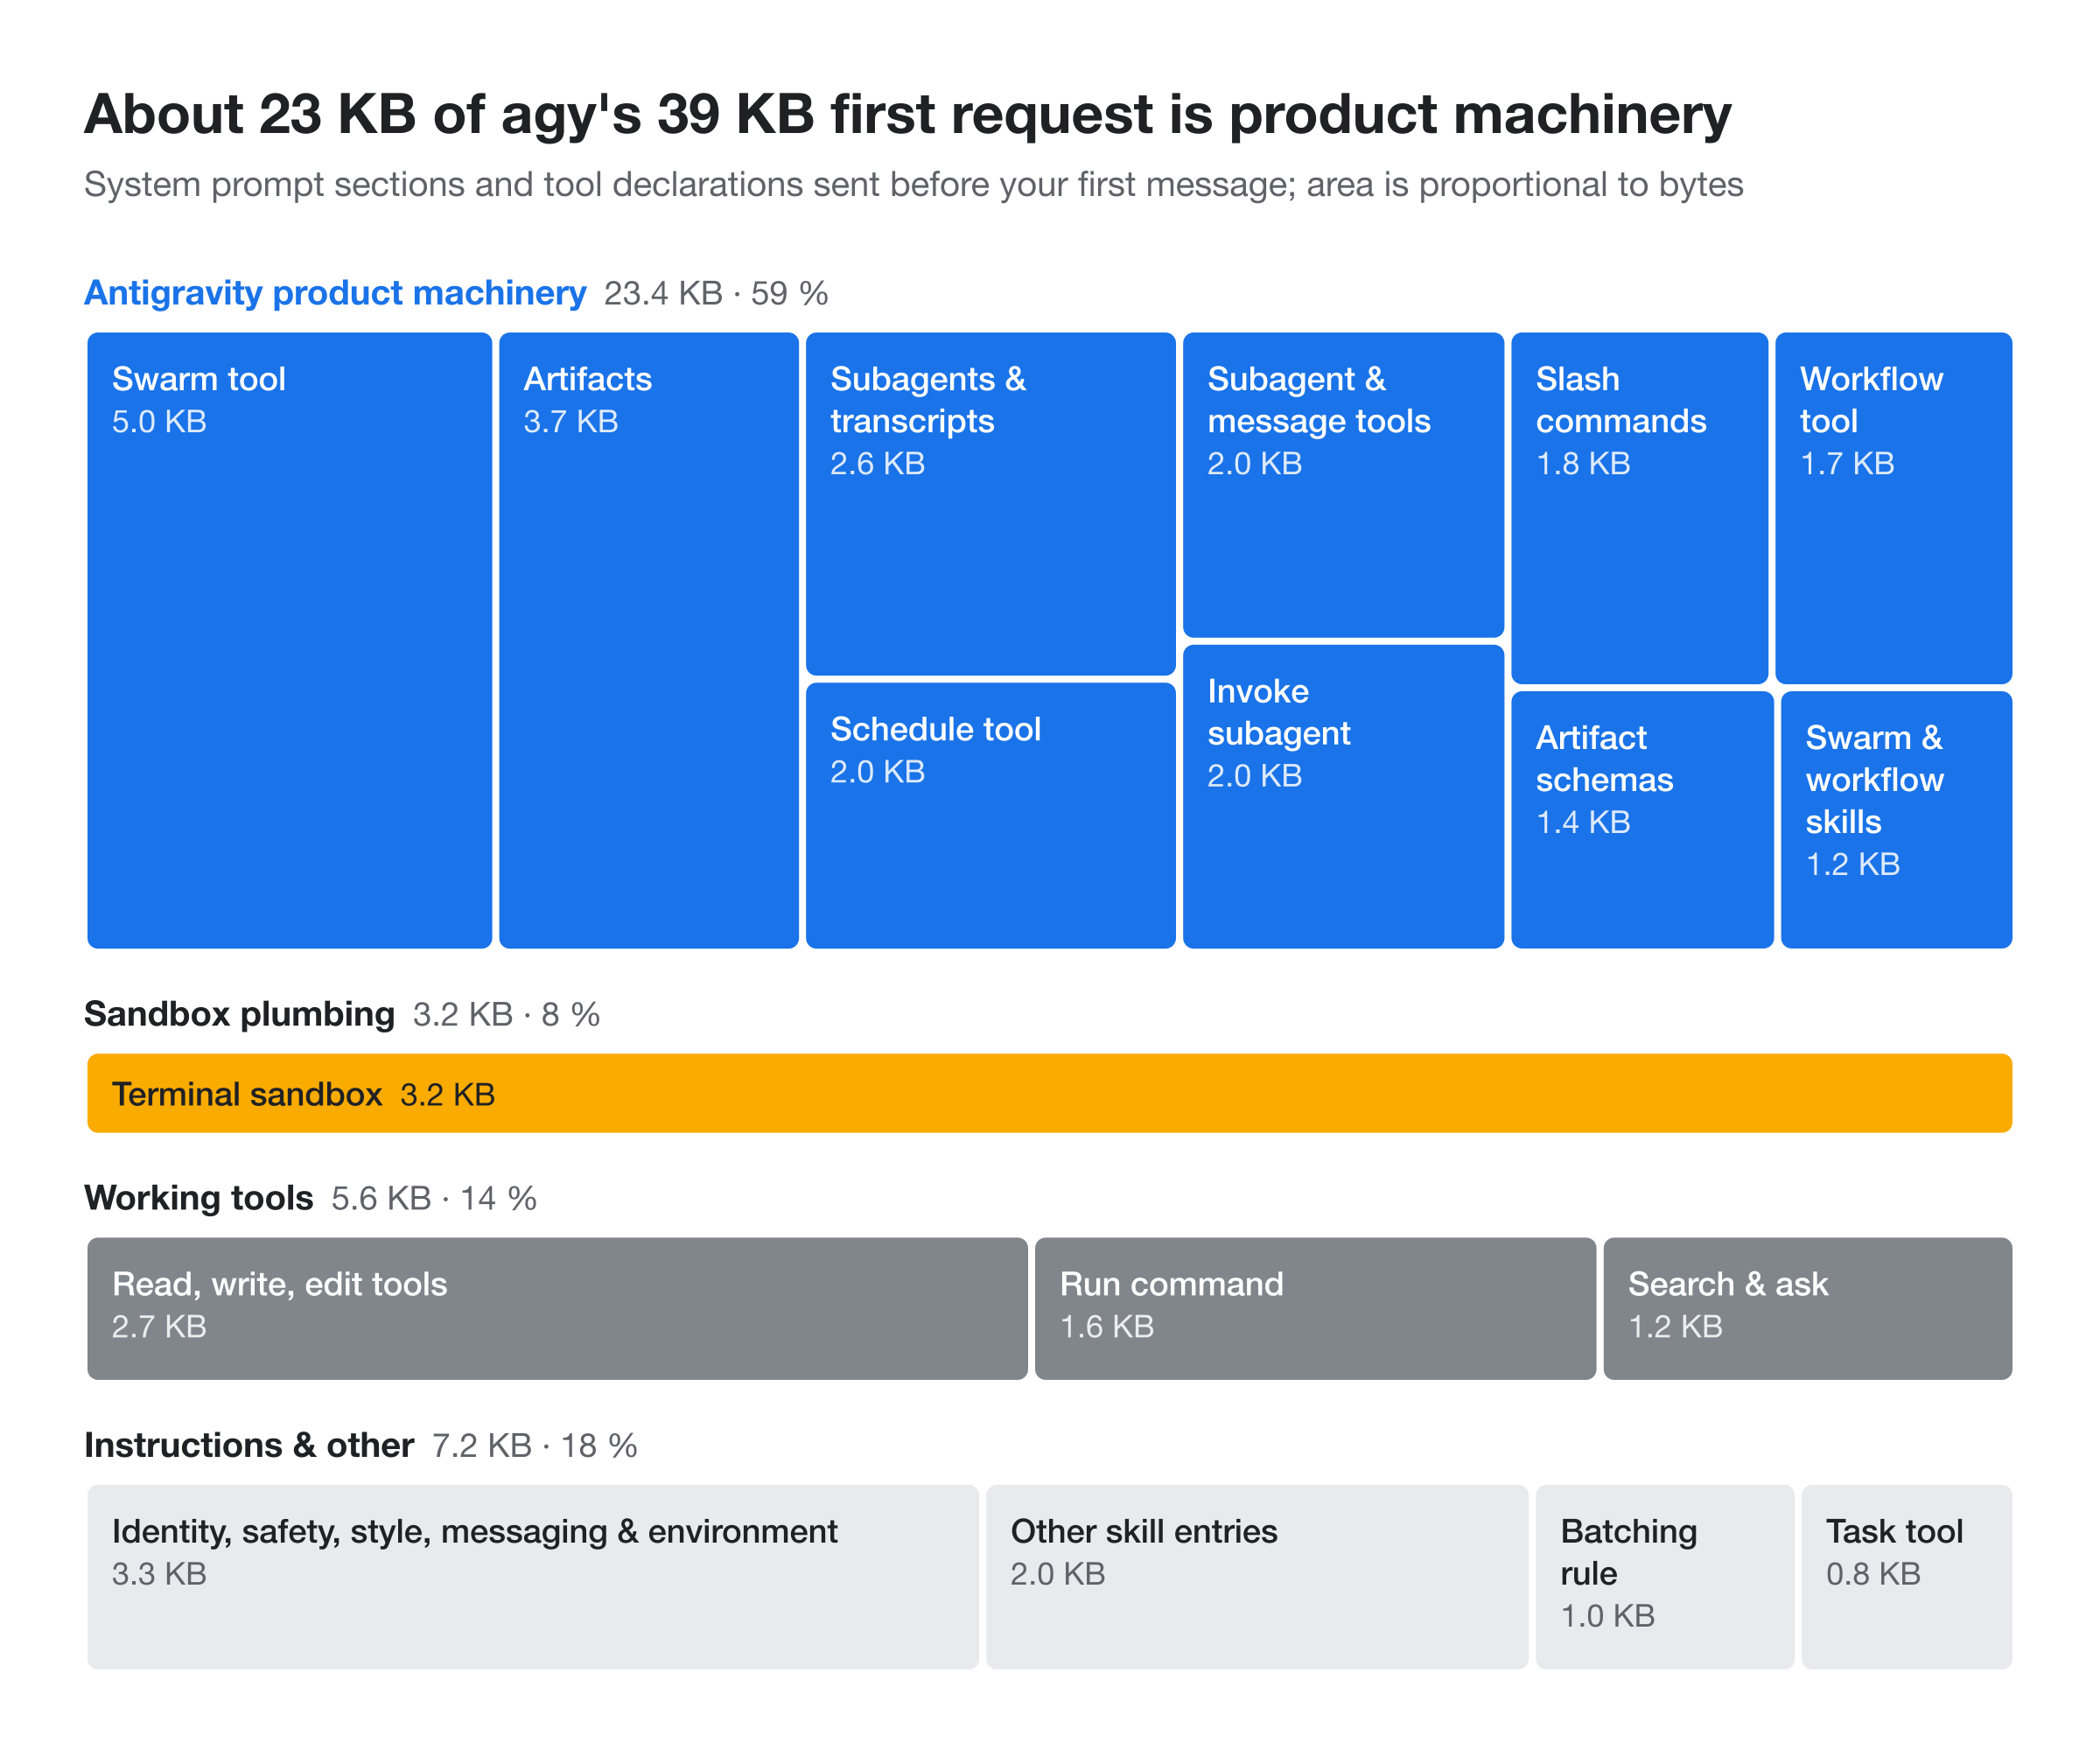 About 23 KB of agy's 39 KB first request is product machinery
System prompt sections and tool declarations sent before your first message; area is proportional to bytes
Antigravity product machinery 23.4 KB · 59 %
Swarm tool
5.0 KB
Artifacts
3.7 KB
Subagents &
transcripts
2.6 KB
Schedule tool
2.0 KB
Subagent &
message tools
2.0 KB
Invoke
subagent
2.0 KB
Slash
commands
1.8 KB
Workflow
tool
1.7 KB
Artifact
schemas
1.4 KB
Swarm &
workflow
skills
1.2 KB
Sandbox plumbing 3.2 KB · 8 %
Terminal sandbox 3.2 KB
Working tools 5.6 KB · 14 %
Read, write, edit tools
2.7 KB
Run command
1.6 KB
Search & ask
1.2 KB
Instructions & other 7.2 KB · 18 %
Identity, safety, style, messaging & environment
3.3 KB
Other skill entries
2.0 KB
Batching
rule
1.0 KB
Task tool
0.8 KB